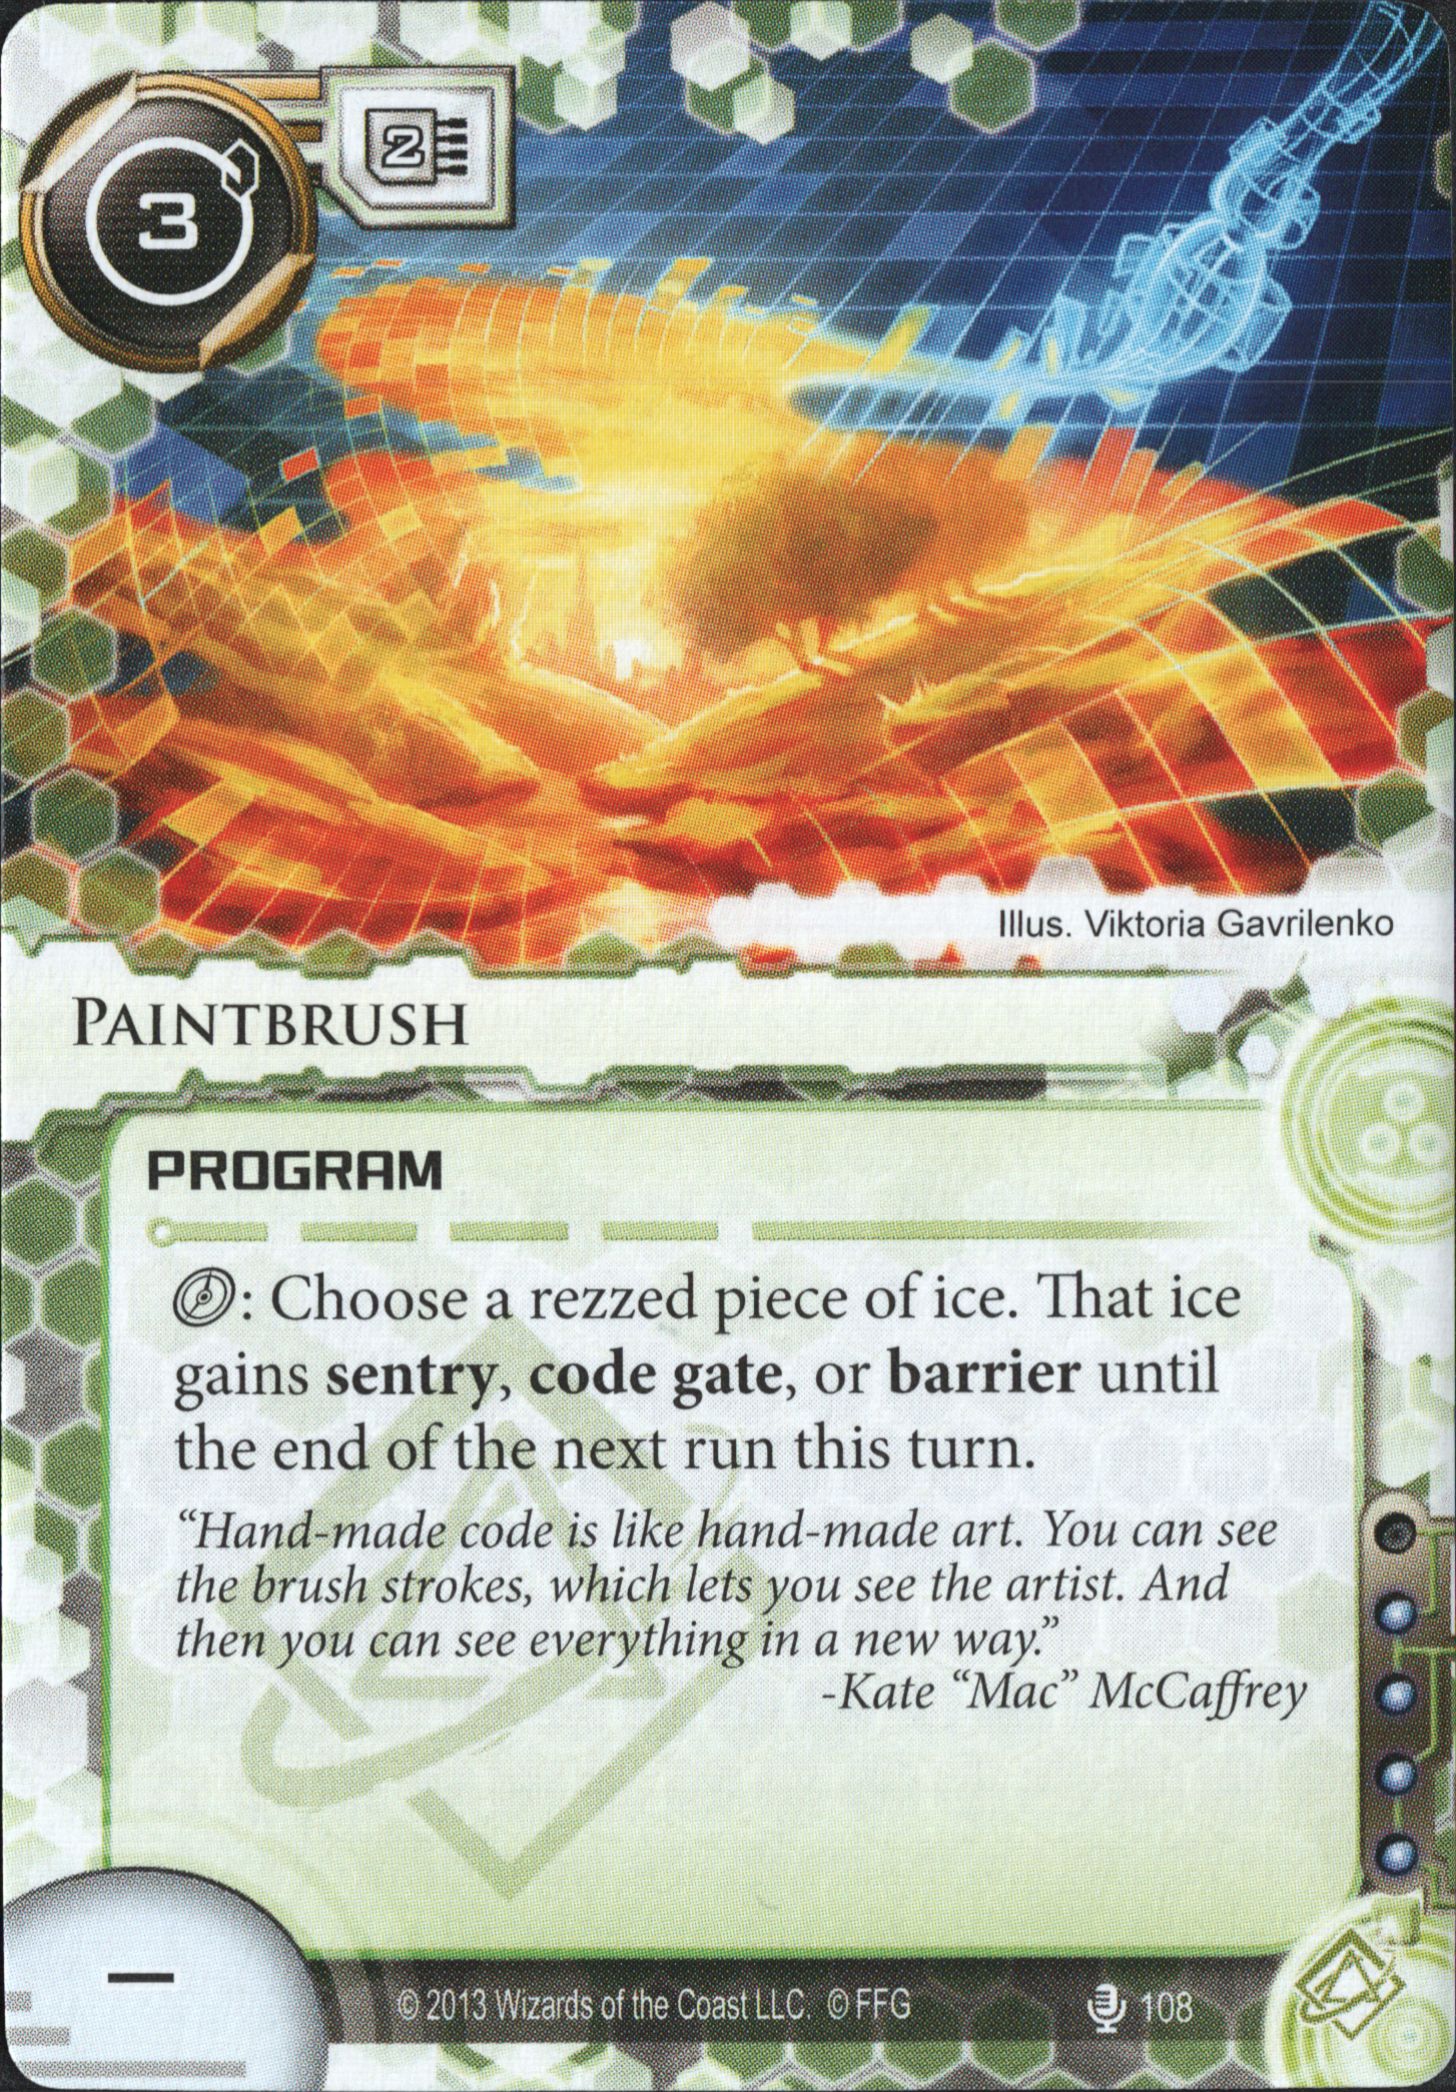 3
2
Illus. Viktoria Gavrilenko
PAINTBRUSH
PROGRAM
: Choose a rezzed piece of ice. That ice
gains sentry, code gate, or barrier until
the end of the next run this turn.
“Hand-made code is like hand-made art. You can see
the brush strokes, which lets you see the artist. And
then you can see everything in a new way.”
-Kate “Mac” McCaffrey
—
© 2013 Wizards of the Coast LLC. © FFG
108